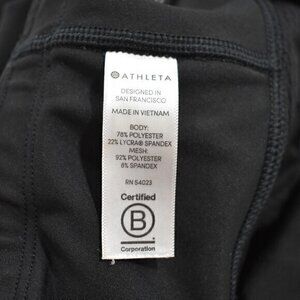 ATHLETA
DESIGNED IN
SAN FRANCISCO
MADE IN VIETNAM
BODY:
78% POLYESTER
22% LYCRA® SPANDEX
MESH:
92% POLYESTER
8% SPANDEX
RN 54023
Certified
B
Corporation